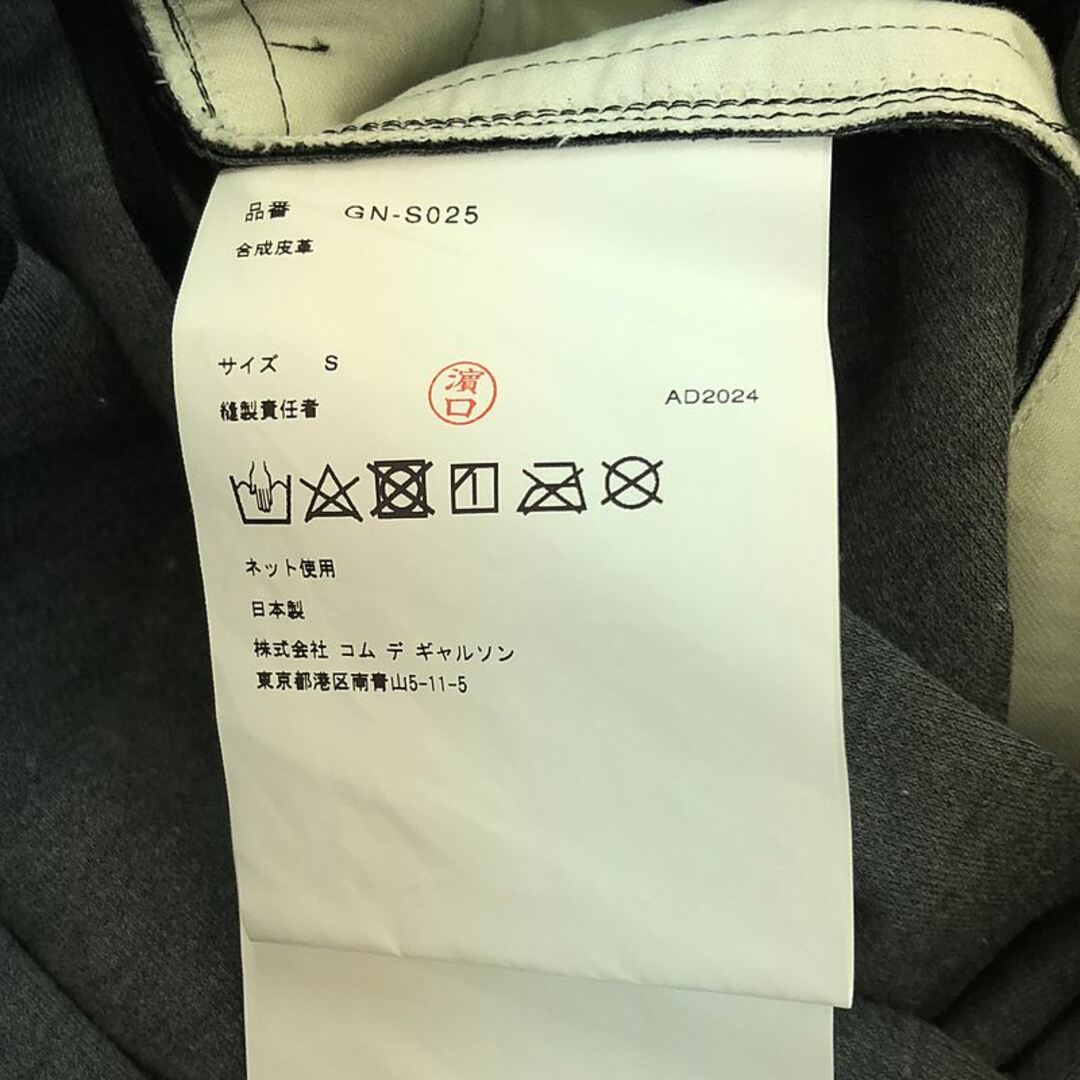 品番 GN-S025
合成皮革
サイズ S
縫製責任者 濱口 AD2024
ネット使用
日本製
株式会社 コム デ ギャルソン
東京都港区南青山5-11-5